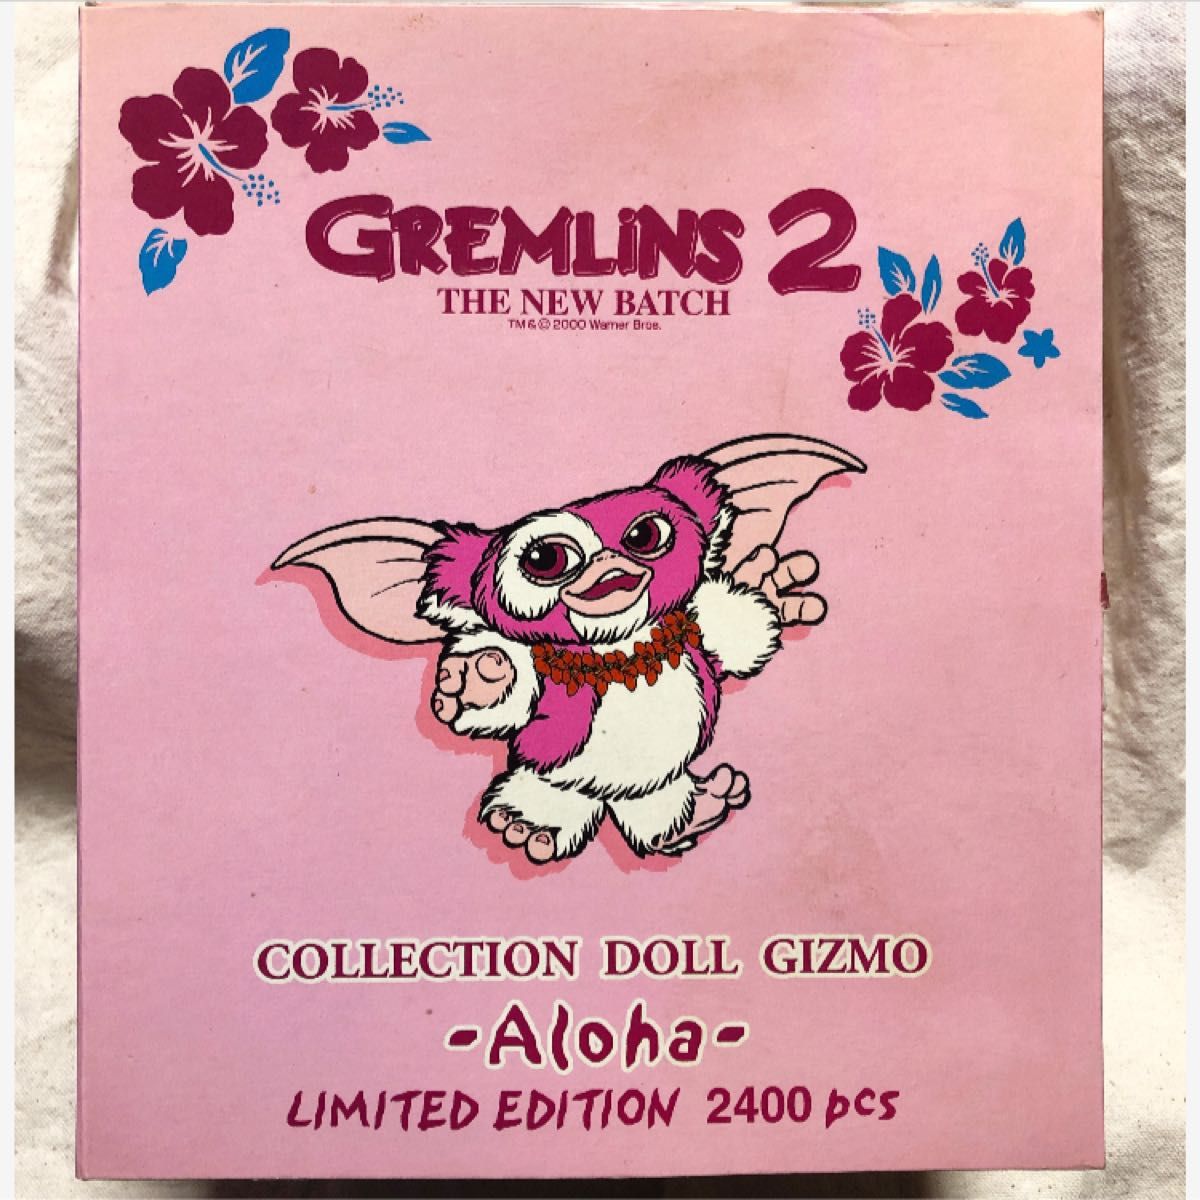 GREMLiNS 2
THE NEW BATCH
TM & © 2000 Warner Bros.
COLLECTION DOLL GIZMO
-Aloha-
LIMITED EDITION 2400 pcs